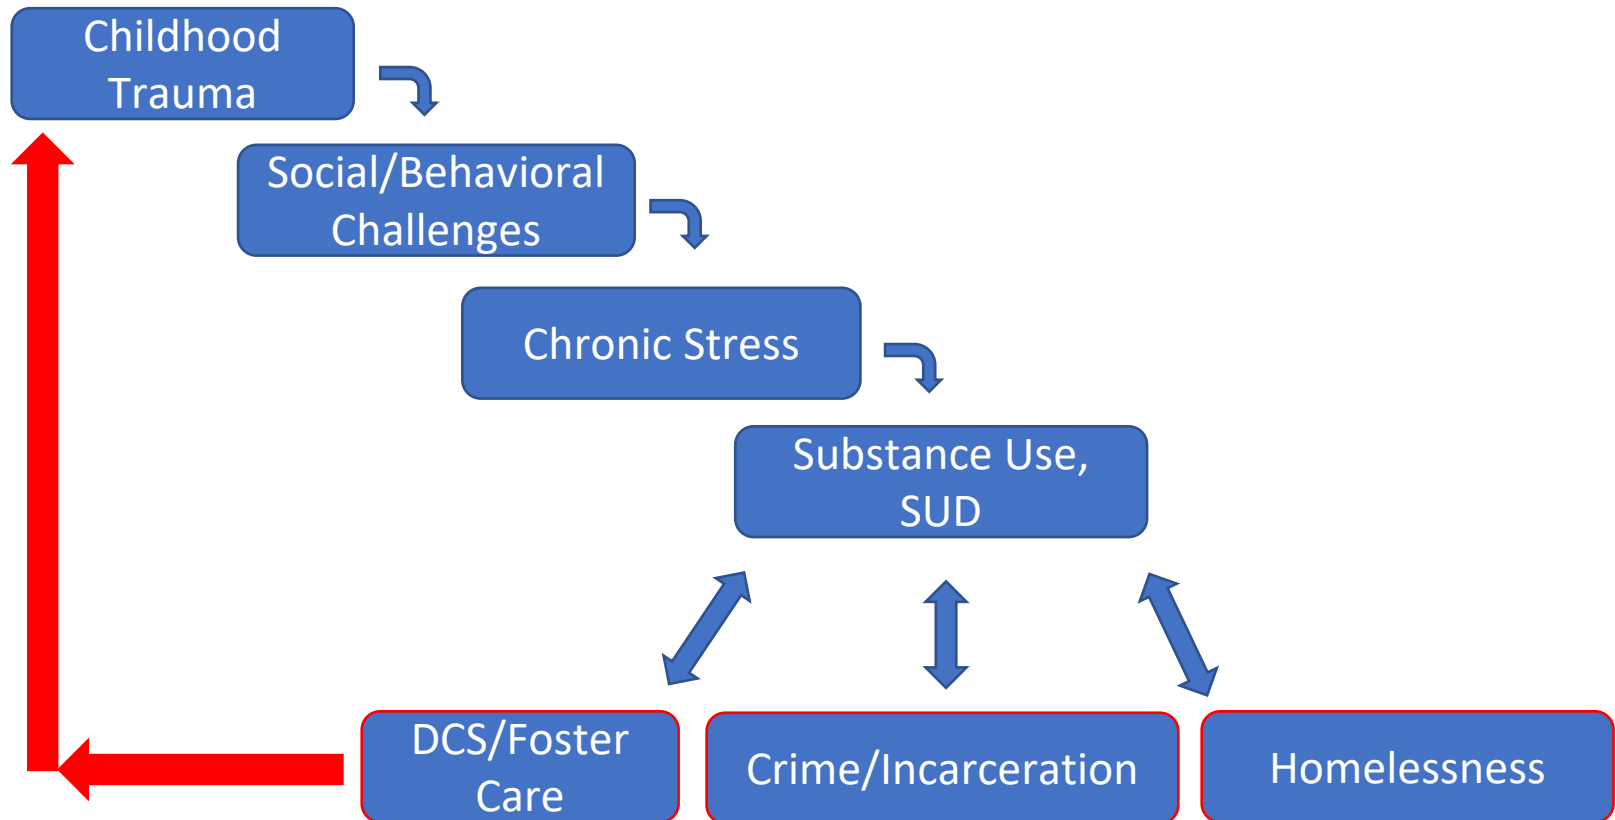 Childhood
Trauma
Social/Behavioral
Challenges
Chronic Stress
Substance Use,
SUD
DCS/Foster
Care
Crime/Incarceration
Homelessness